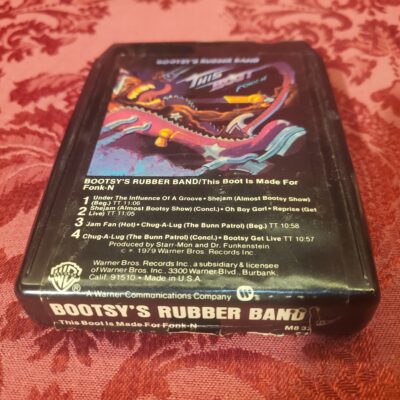 BOOTSY'S RUBBER BAND
THIS
BOOT
FONK-N
BOOTSY'S RUBBER BAND/This Boot Is Made For
Fonk-N
1 Under The Influence Of A Groove • Shejam (Almost Bootsy Show)
(Beg.) TT 11:06
2 Shejam (Almost Bootsy Show) (Concl.) • Oh Boy Gorl • Reprise (Get
Live) TT 11:05
3 Jam Fan (Hot) • Chug-A-Lug (The Bunn Patrol) (Beg.) TT 10:58
4 Chug-A-Lug (The Bunn Patrol) (Concl.) • Bootsy Get Live TT 10:57
Produced by Starr-Mon and Dr. Funkenstein
© 1979 Warner Bros. Records Inc.
Warner Bros. Records Inc., a subsidiary & licensee
of Warner Bros. Inc., 3300 Warner Blvd., Burbank,
Calif. 91510 • Made in U.S.A.
A Warner Communications Company
BOOTSY'S RUBBER BAND
This Boot Is Made For Fonk-N
M8